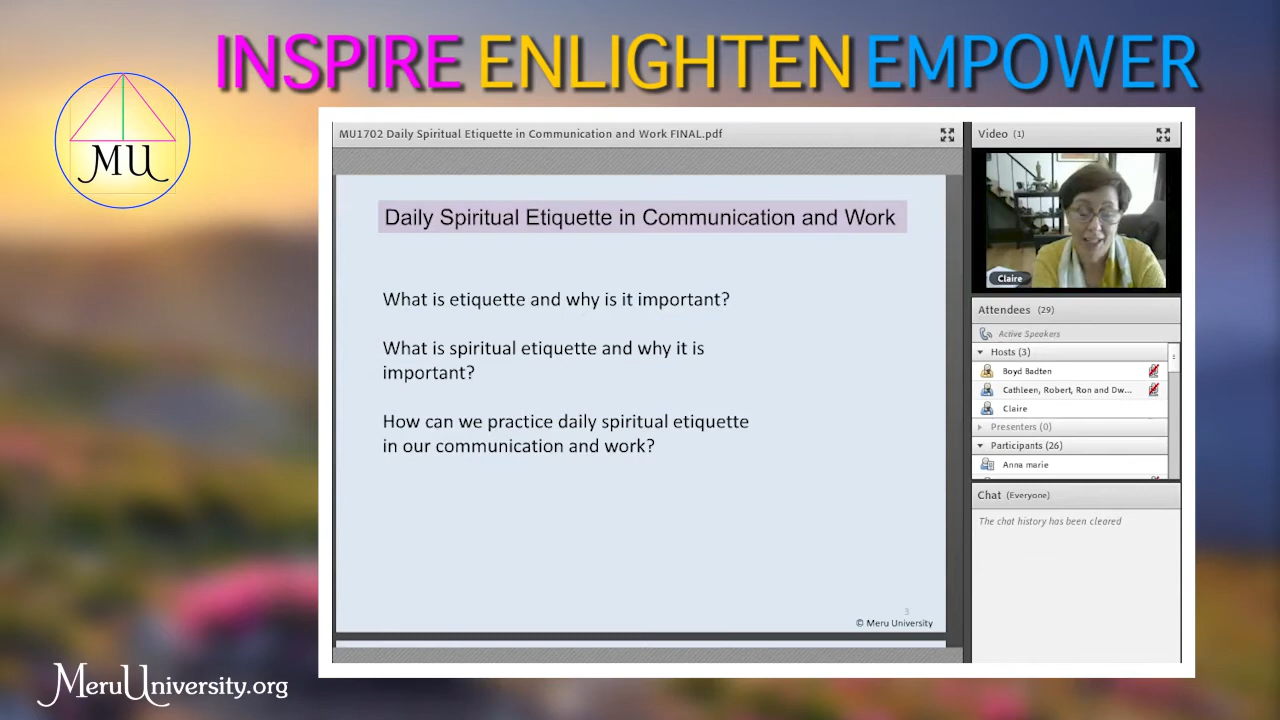 INSPIRE ENLIGHTEN EMPOWER
MU
MU1702 Daily Spiritual Etiquette in Communication and Work FINAL.pdf
Daily Spiritual Etiquette in Communication and Work
What is etiquette and why is it important?
What is spiritual etiquette and why it is
important?
How can we practice daily spiritual etiquette
in our communication and work?
3
© Meru University
Video (1)
Claire
Attendees (29)
Active Speakers
Hosts (3)
Boyd Badten
Cathleen, Robert, Ron and Dw...
Claire
Presenters (0)
Participants (26)
Anna marie
Chat (Everyone)
The chat history has been cleared
MeruUniversity.org